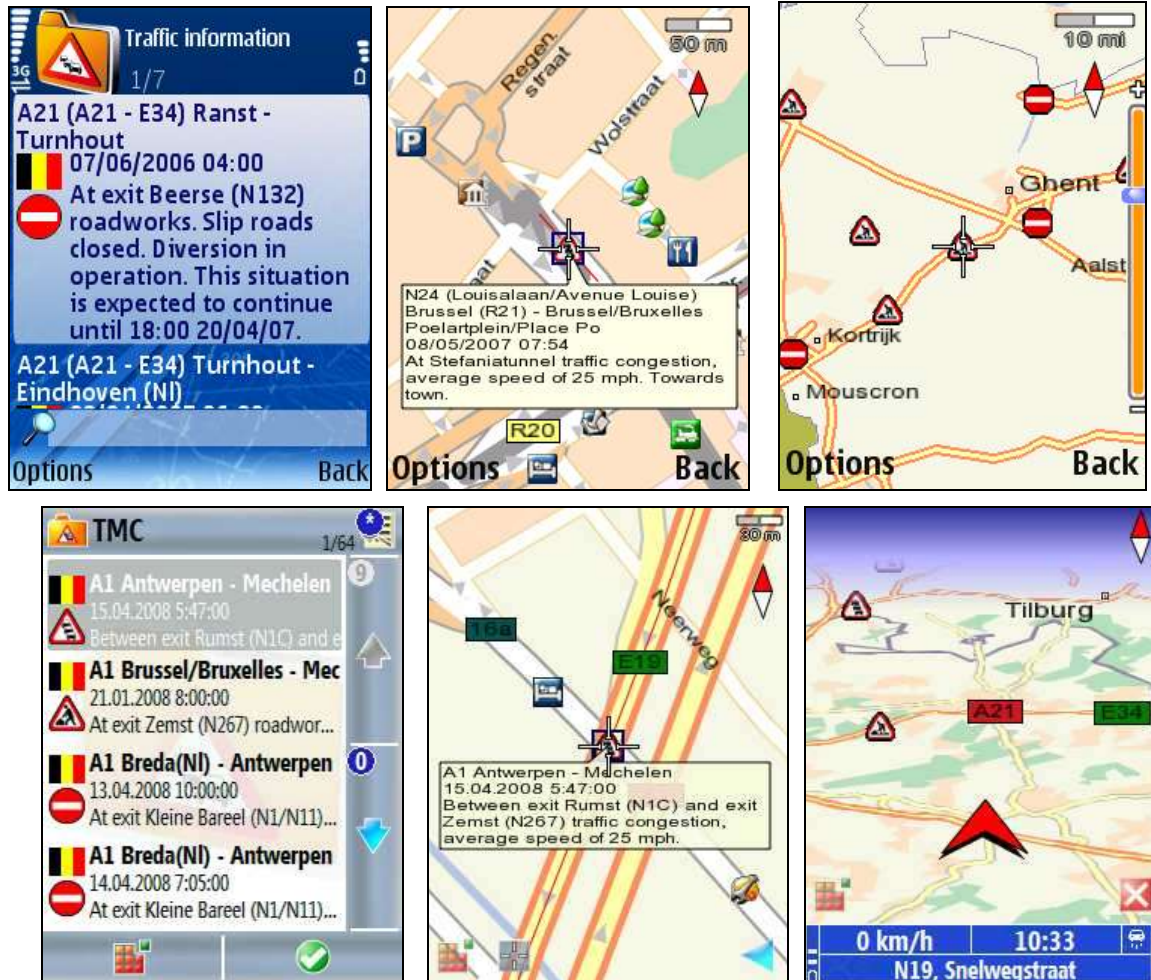 Traffic information
3G
1/7
A21 (A21 - E34) Ranst -
Turnhout
07/06/2006 04:00
At exit Beerse (N132)
roadworks. Slip roads
closed. Diversion in
operation. This situation
is expected to continue
until 18:00 20/04/07.
A21 (A21 - E34) Turnhout -
Eindhoven (Nl)
Options
Back
50 m
Regen.
straat
Wolstraat
P
aat
N24 (Louisalaan/Avenue Louise)
Brussel (R21) - Brussel/Bruxelles
Poelartplein/Place Po
08/05/2007 07:54
At Stefaniatunnel traffic congestion,
average speed of 25 mph. Towards
town.
R20
Options
Back
10 mi
Ghent
Aalst
Kortrijk
Mouscron
Options
Back
TMC
1/64
*
9
A1 Antwerpen - Mechelen
15.04.2008 5:47:00
Between exit Rumst (N1C) and e
A1 Brussel/Bruxelles - Mec
21.01.2008 8:00:00
At exit Zemst (N267) roadwor...
A1 Breda(Nl) - Antwerpen
0
13.04.2008 10:00:00
At exit Kleine Bareel (N1/N11)...
A1 Breda(Nl) - Antwerpen
14.04.2008 7:05:00
At exit Kleine Bareel (N1/N11)...
30 m
Neerweg
16a
E19
A1 Antwerpen - Mechelen
15.04.2008 5:47:00
Between exit Rumst (N1C) and exit
Zemst (N267) traffic congestion,
average speed of 25 mph.
Tilburg
A21
E34
0 km/h
10:33
N19, Snelwegstraat